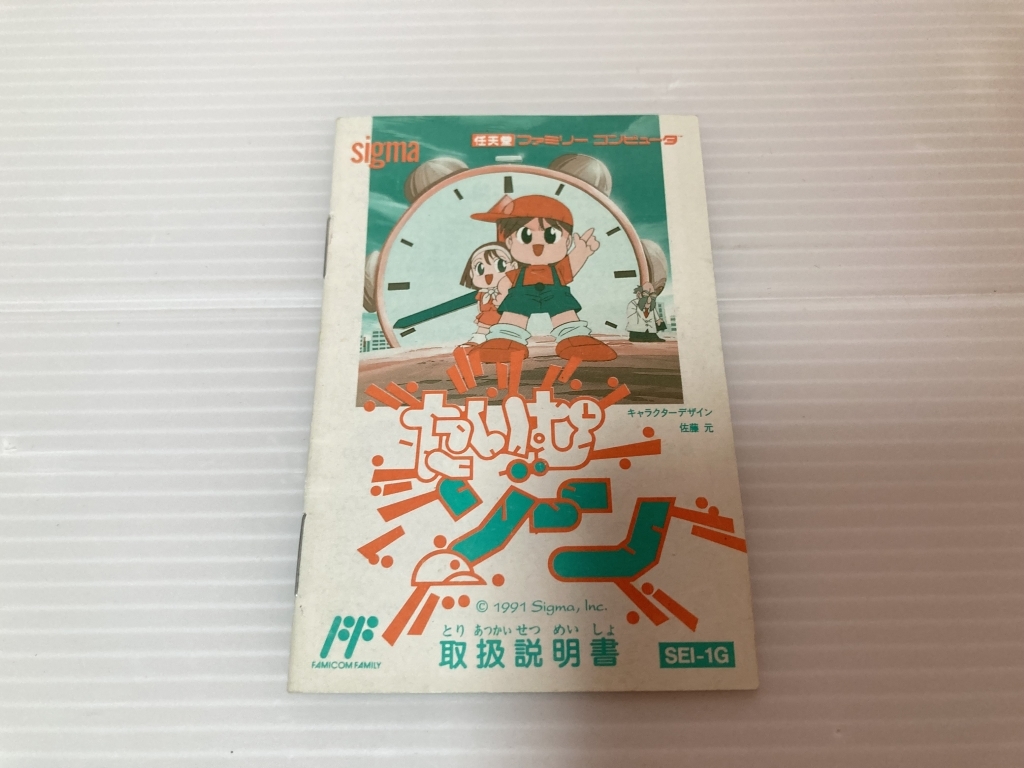 sigma
任天堂 ファミリー コンピュータ™
キャラクターデザイン
佐藤 元
たいむ
ゾーン
© 1991 Sigma, Inc.
とり あつかい せつ めい しょ
取扱説明書
SEI-1G
FF
FAMICOM FAMILY